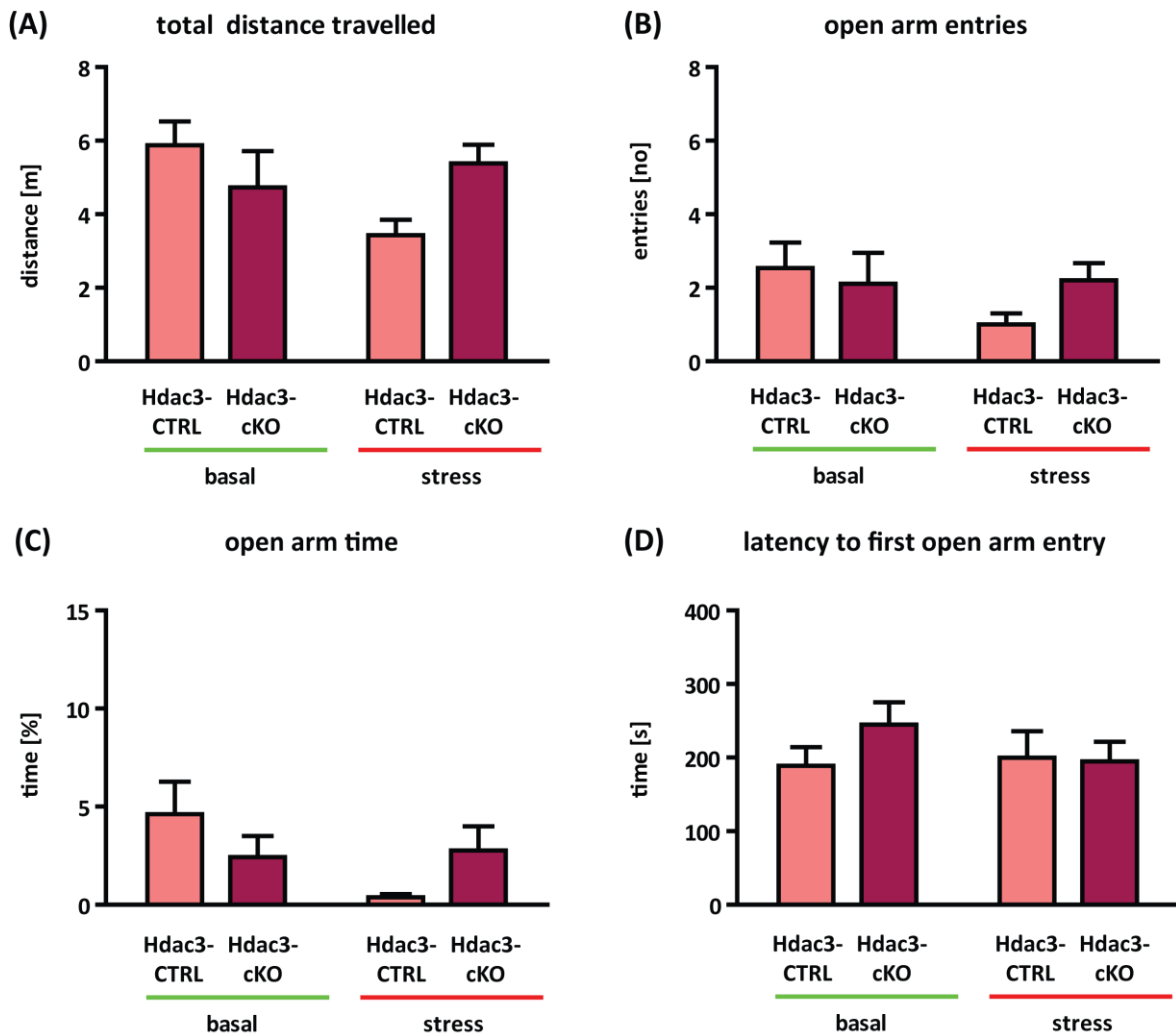 (A) total distance travelled
8
6
4
2
0
distance [m]
Hdac3- Hdac3- Hdac3- Hdac3-
CTRL cKO CTRL cKO
basal stress
(B) open arm entries
8
6
4
2
0
entries [no]
Hdac3- Hdac3- Hdac3- Hdac3-
CTRL cKO CTRL cKO
basal stress
(C) open arm time
15
10
5
0
time [%]
Hdac3- Hdac3- Hdac3- Hdac3-
CTRL cKO CTRL cKO
basal stress
(D) latency to first open arm entry
400
300
200
100
0
time [s]
Hdac3- Hdac3- Hdac3- Hdac3-
CTRL cKO CTRL cKO
basal stress